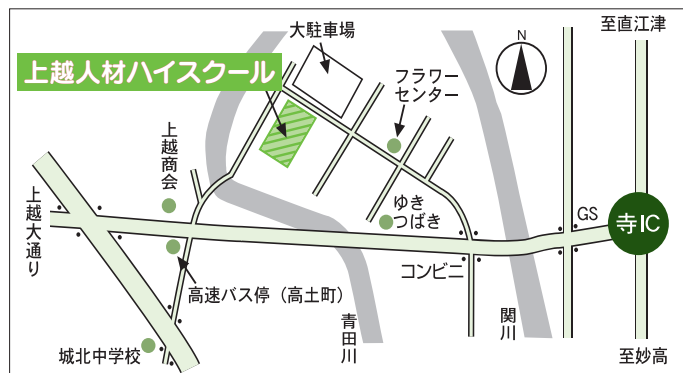 大駐車場
至直江津
上越人材ハイスクール
N
フラワー
センター
上越商会
上越大通り
ゆき
つばき
GS
寺IC
コンビニ
高速バス停（高土町）
青田川
関川
城北中学校
至妙高